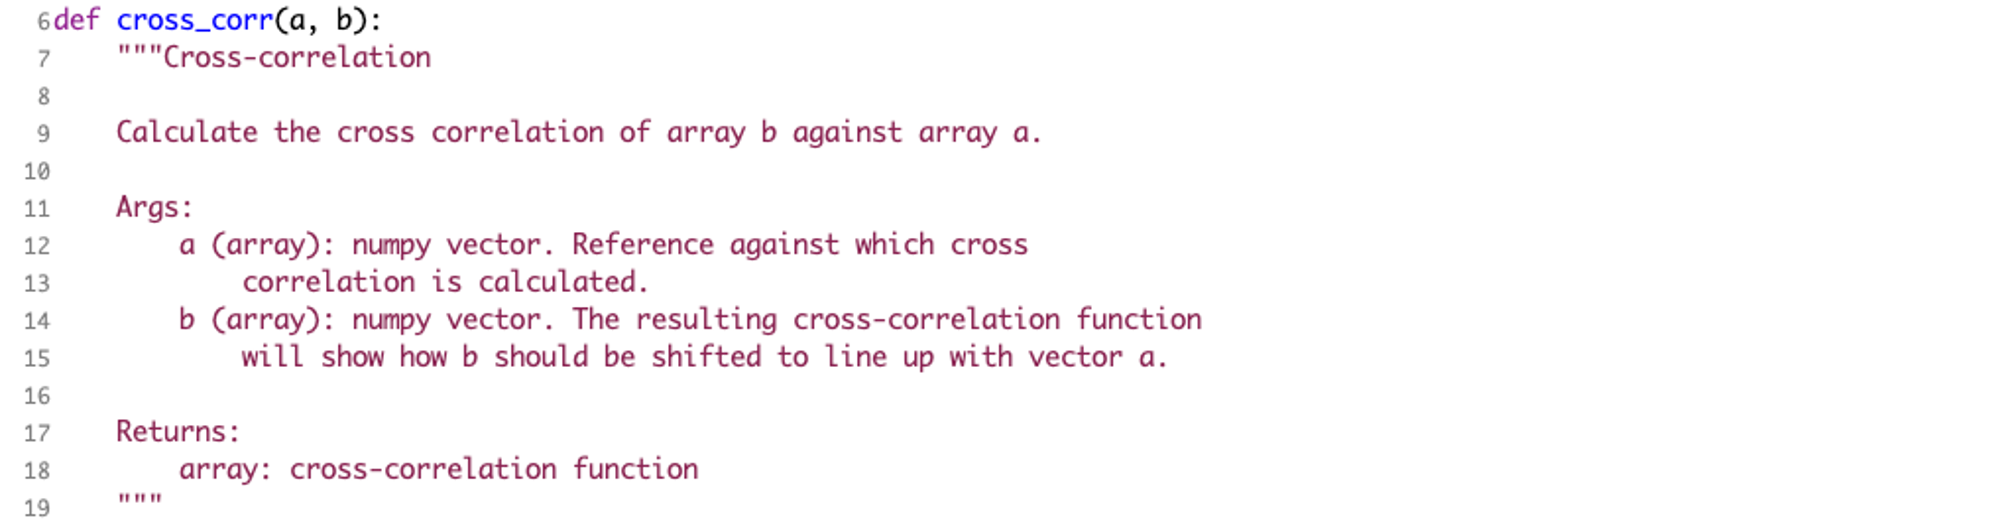 6def cross_corr(a, b):
7    """Cross-correlation
8
9    Calculate the cross correlation of array b against array a.
10
11    Args:
12        a (array): numpy vector. Reference against which cross
13            correlation is calculated.
14        b (array): numpy vector. The resulting cross-correlation function
15            will show how b should be shifted to line up with vector a.
16
17    Returns:
18        array: cross-correlation function
19    """